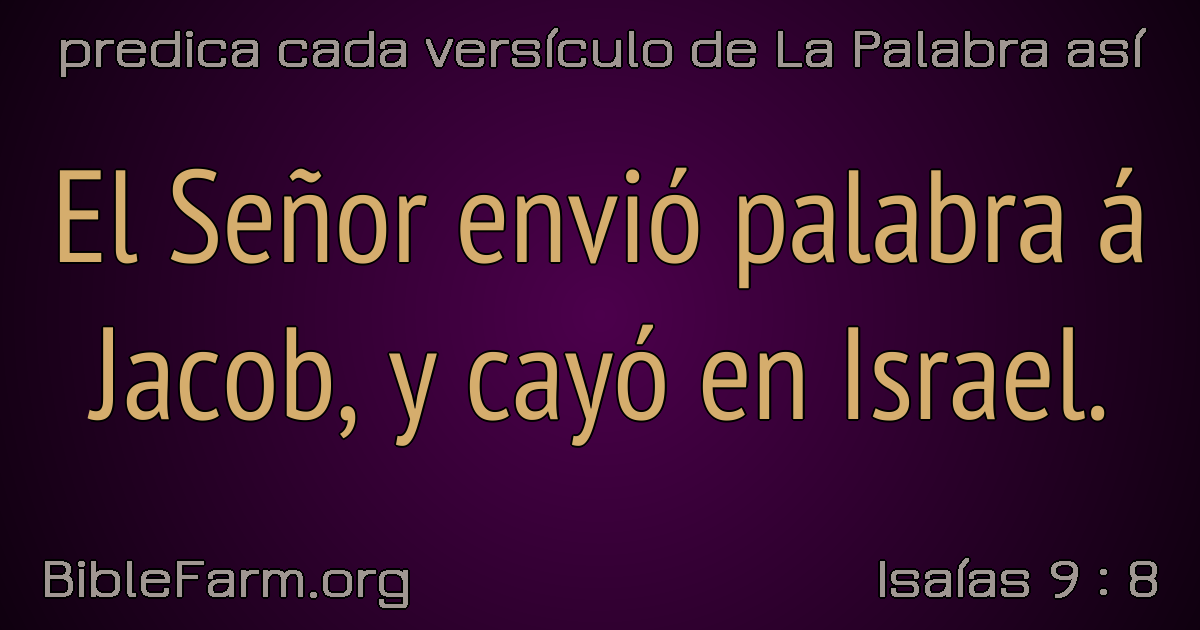 predica cada versículo de La Palabra así
El Señor envió palabra á
Jacob, y cayó en Israel.
BibleFarm.org
Isaías 9 : 8